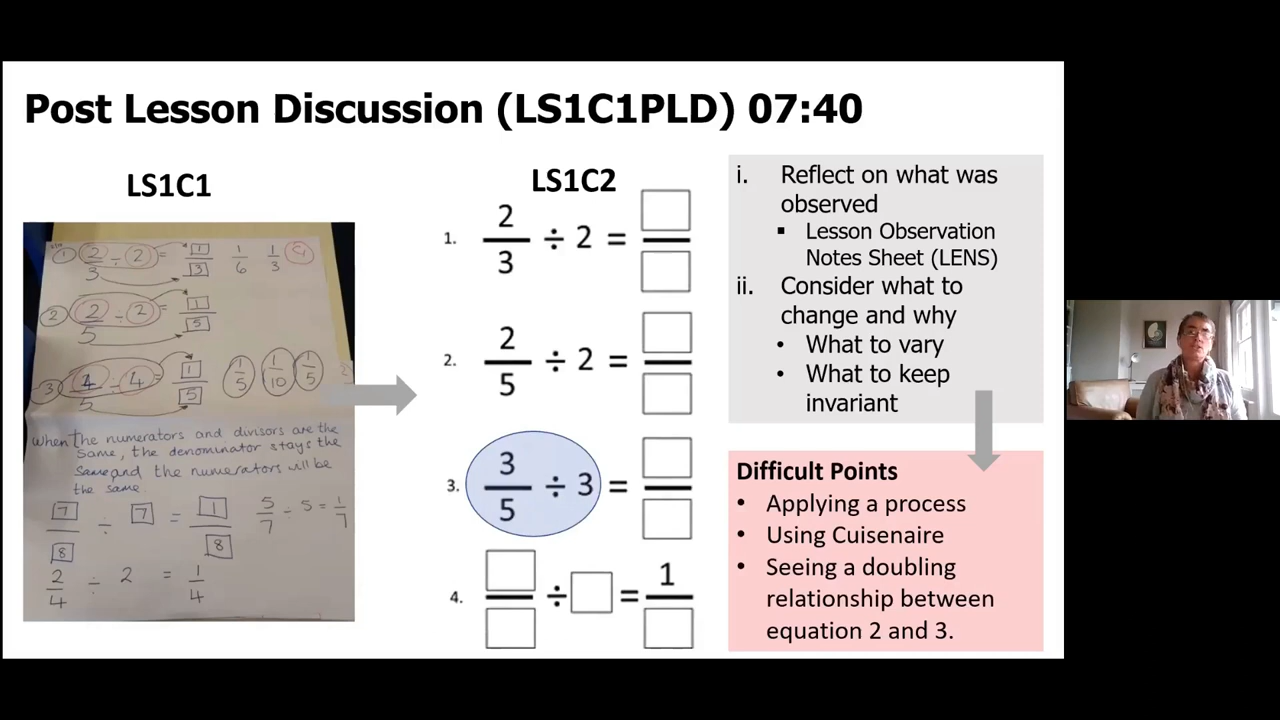 Post Lesson Discussion (LS1C1PLD) 07:40
LS1C1
① 2/3 ÷ 2 = 1/3 1/6 1/3
② 2/5 ÷ 2 = 1/5
③ 4/5 ÷ 4 = 1/5 1/5 1/10 1/5
When the numerators and divisors are the
same, the denominator stays the
same and the numerators will be
the same.
7/8 ÷ 7 = 1/8 5/7 ÷ 5 = 1/7
2/4 ÷ 2 = 1/4
LS1C2
1. 2/3 ÷ 2 =
2. 2/5 ÷ 2 =
3. 3/5 ÷ 3 =
4. ÷ = 1
i. Reflect on what was
observed
▪ Lesson Observation
Notes Sheet (LENS)
ii. Consider what to
change and why
• What to vary
• What to keep
invariant
Difficult Points
• Applying a process
• Using Cuisenaire
• Seeing a doubling
relationship between
equation 2 and 3.